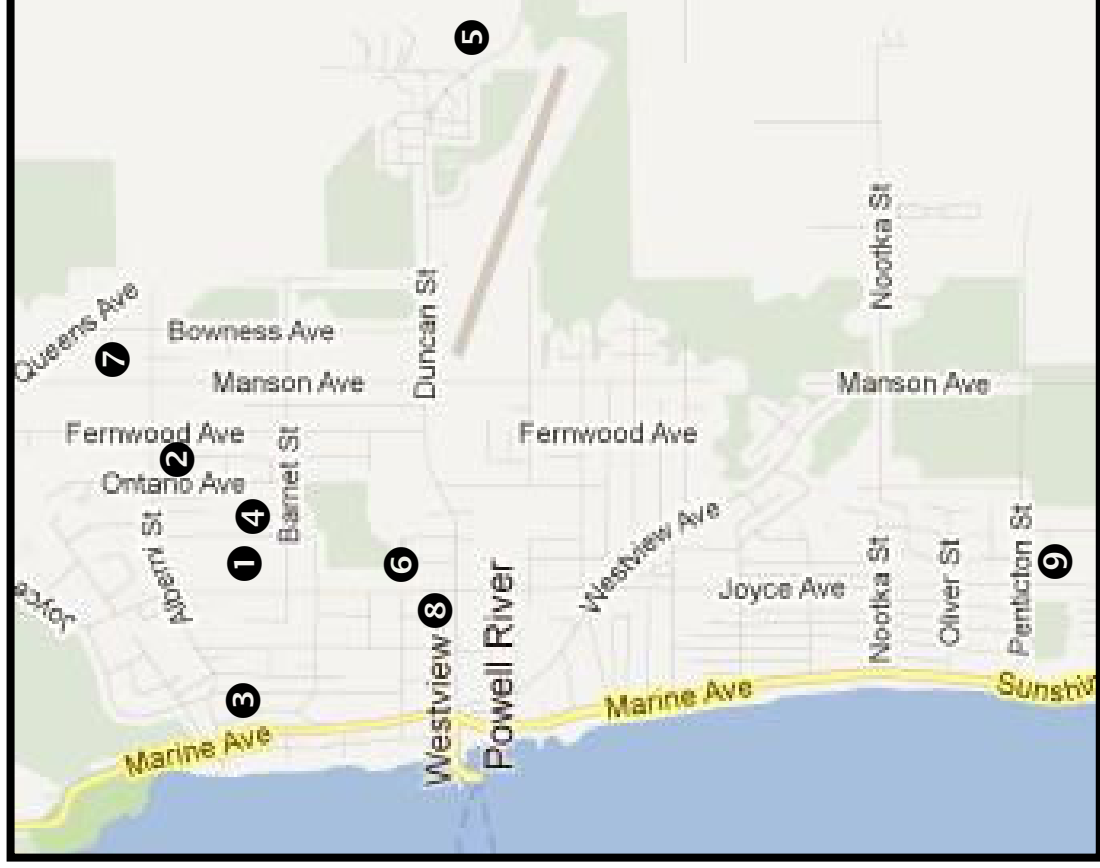 5
Queens Ave
7
Bowness Ave
Duncan St
Nootka St
Manson Ave
Manson Ave
Fernwood Ave
Fernwood Ave
2
Ontario Ave
Barnet St
4
Alberni St
1
Joyce
6
Westview Ave
Joyce Ave
Nootka St
Oliver St
Penticton St
9
8
Westview
Powell River
3
Marine Ave
Marine Ave
Sunshi